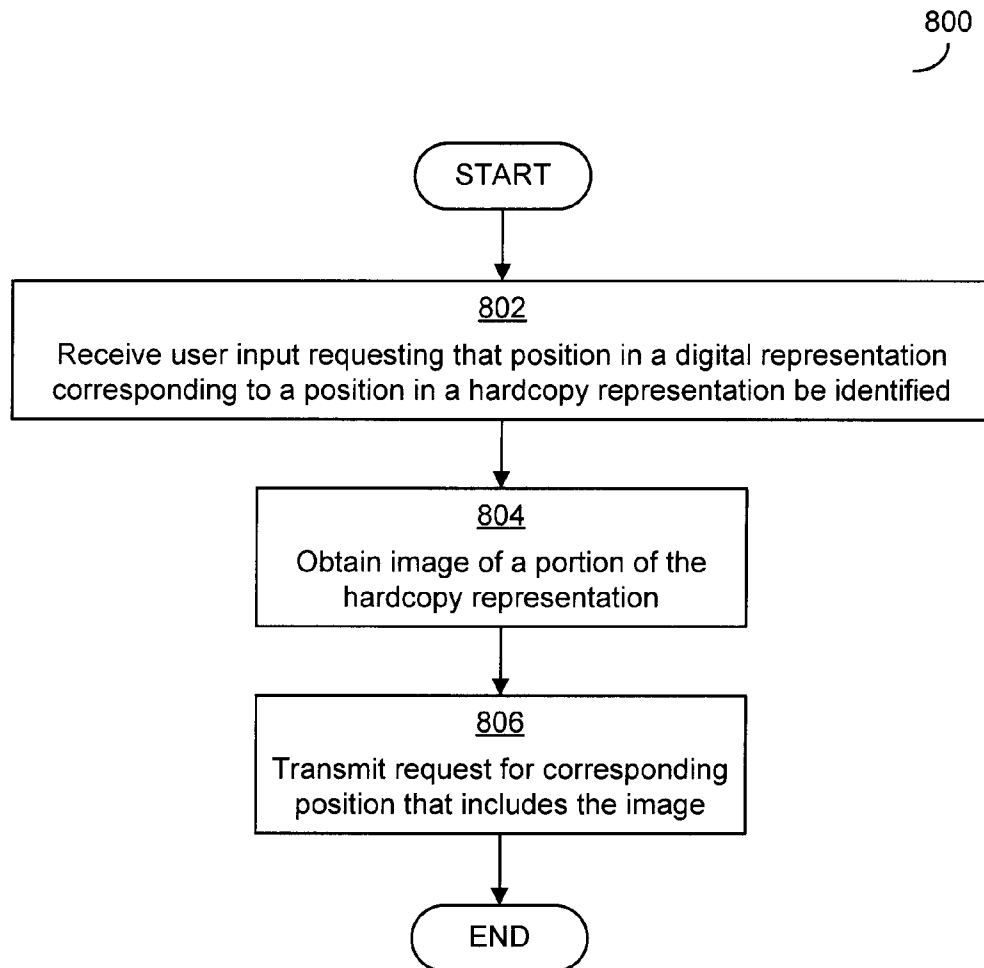 800
START
802
Receive user input requesting that position in a digital representation
corresponding to a position in a hardcopy representation be identified
804
Obtain image of a portion of the
hardcopy representation
806
Transmit request for corresponding
position that includes the image
END